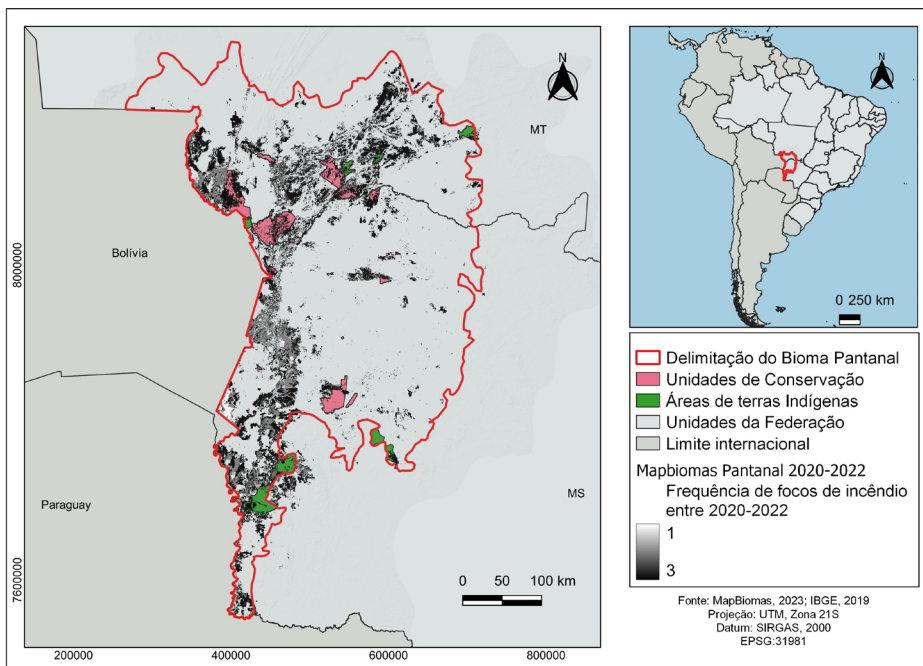 N
MT
Bolívia
8000000
Paraguay
MS
7600000
0 50 100 km
200000 400000 600000 800000
N
0 250 km
Delimitação do Bioma Pantanal
Unidades de Conservação
Áreas de terras Indígenas
Unidades da Federação
Limite internacional
Mapbiomas Pantanal 2020-2022
Frequência de focos de incêndio
entre 2020-2022
1
3
Fonte: MapBiomas, 2023; IBGE, 2019
Projeção: UTM, Zona 21S
Datum: SIRGAS, 2000
EPSG:31981